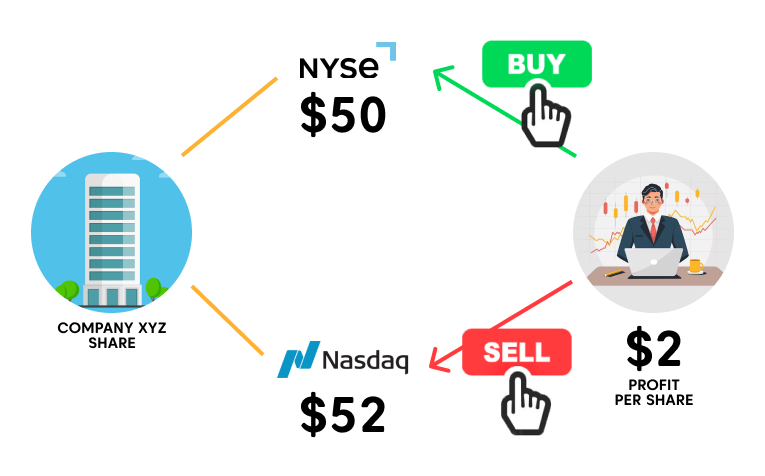 NYSE
$50
BUY
COMPANY XYZ
SHARE
Nasdaq
$52
SELL
$2
PROFIT
PER SHARE